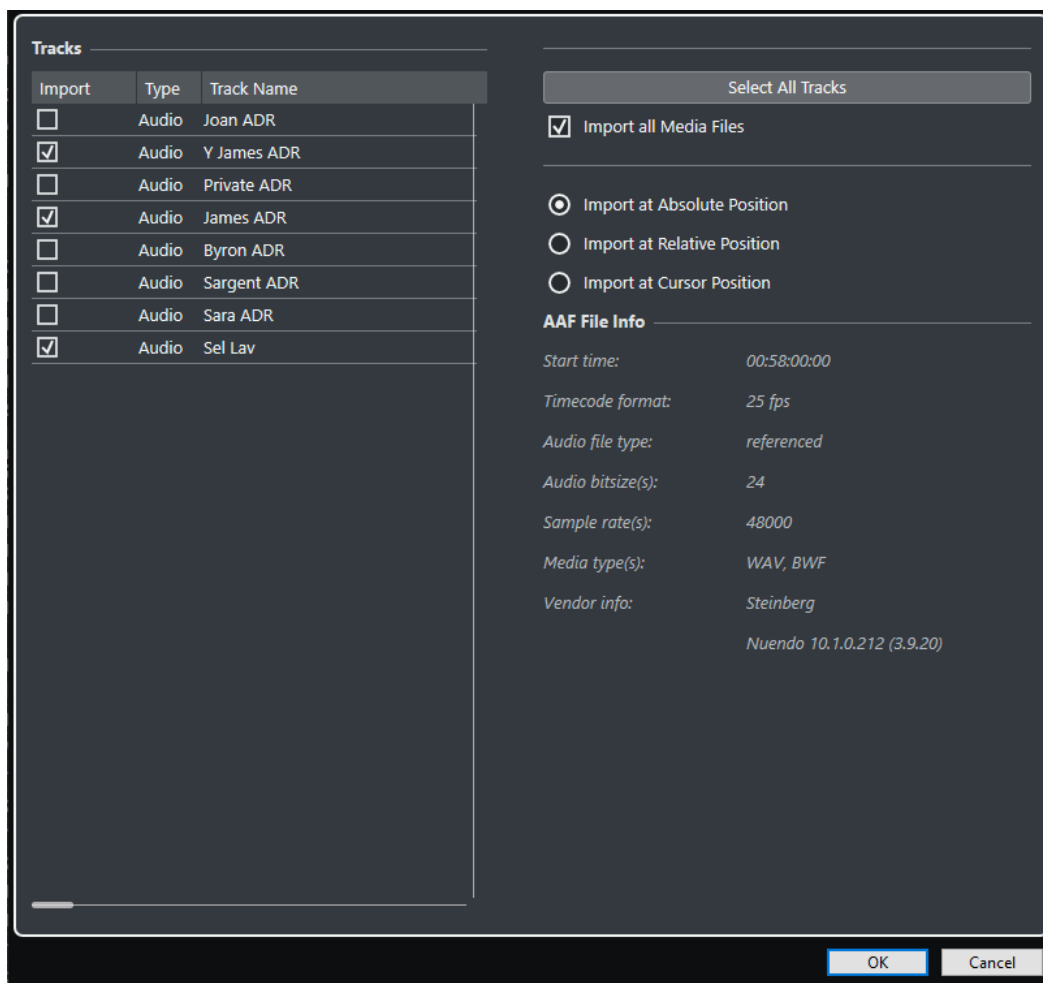 Tracks
Import Type Track Name
Audio Joan ADR
Audio Y James ADR
Audio Private ADR
Audio James ADR
Audio Byron ADR
Audio Sargent ADR
Audio Sara ADR
Audio Sel Lav
Select All Tracks
Import all Media Files
Import at Absolute Position
Import at Relative Position
Import at Cursor Position
AAF File Info
Start time: 00:58:00:00
Timecode format: 25 fps
Audio file type: referenced
Audio bitsize(s): 24
Sample rate(s): 48000
Media type(s): WAV, BWF
Vendor info: Steinberg
Nuendo 10.1.0.212 (3.9.20)
OK Cancel